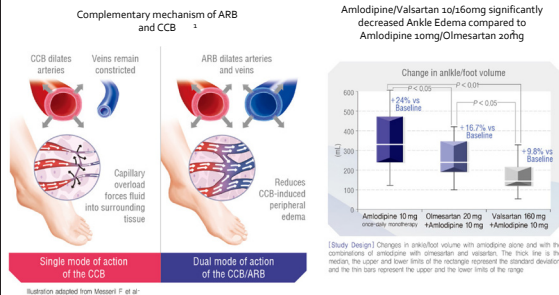 Complementary mechanism of ARB
and CCB 1
CCB dilates
arteries
Veins remain
constricted
Capillary
overload
forces fluid
into surrounding
tissue
Single mode of action
of the CCB
ARB dilates arteries
and veins
Reduces
CCB-induced
peripheral
edema
Dual mode of action
of the CCB/ARB
Illustration adapted from Messerli F et al
Amlodipine/Valsartan 10/160mg significantly
decreased Ankle Edema compared to
Amlodipine 10mg/Olmesartan 20mg
Change in anlkle/foot volume
P < 0.05
P < 0.01
P < 0.05
(mL)
600
500
400
300
200
100
0
+24% vs
Baseline
+16.7% vs
Baseline
+9.8% vs
Baseline
Amlodipine 10 mg
once-daily monotherapy
Olmesartan 20 mg
+Amlodipine 10 mg
Valsartan 160 mg
+Amlodipine 10 mg
[Study Design] Changes in ankle/foot volume with amlodipine alone and with the
combinations of amlodipine with olmesartan and valsartan. The thick line is the
median, the upper and lower limits of the rectangle represent the standard deviation
and the thin bars represent the upper and the lower limits of the range